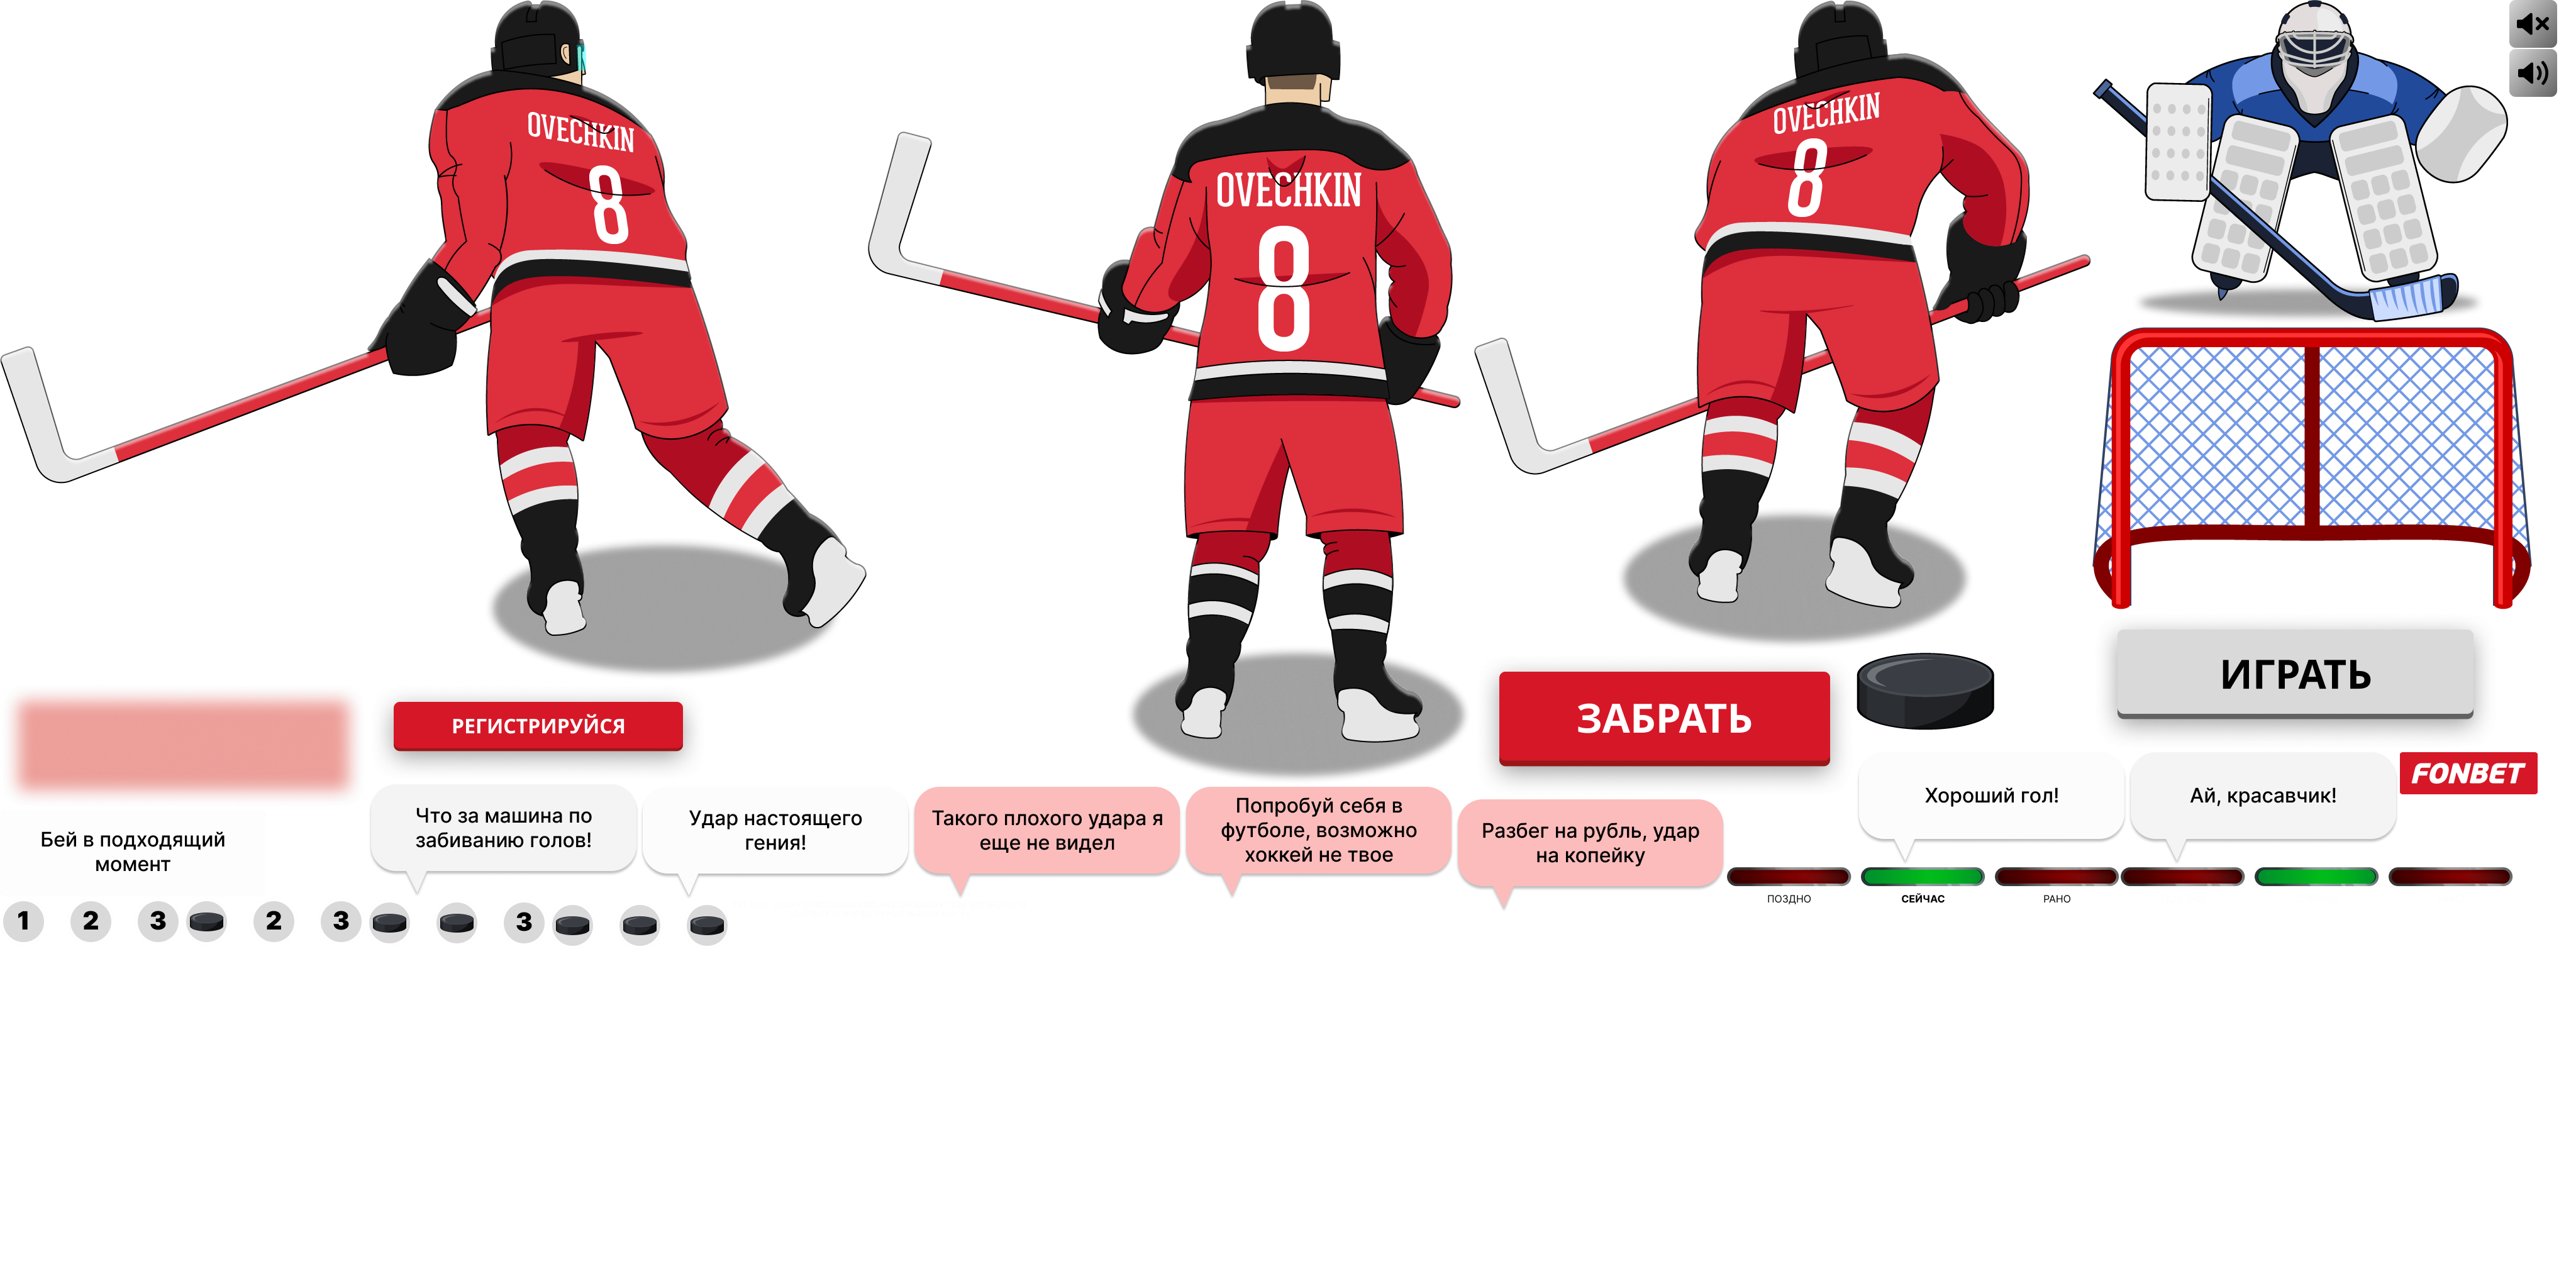 OVECHKIN
8
OVECHKIN
8
OVECHKIN
8
РЕГИСТРИРУЙСЯ
ЗАБРАТЬ
ИГРАТЬ
FONBET
Бей в подходящий
момент
Что за машина по
забиванию голов!
Удар настоящего
гения!
Такого плохого удара я
еще не видел
Попробуй себя в
футболе, возможно
хоккей не твое
Разбег на рубль, удар
на копейку
Хороший гол!
Ай, красавчик!
ПОЗДНО
СЕЙЧАС
РАНО
1 2 3 2 3 3